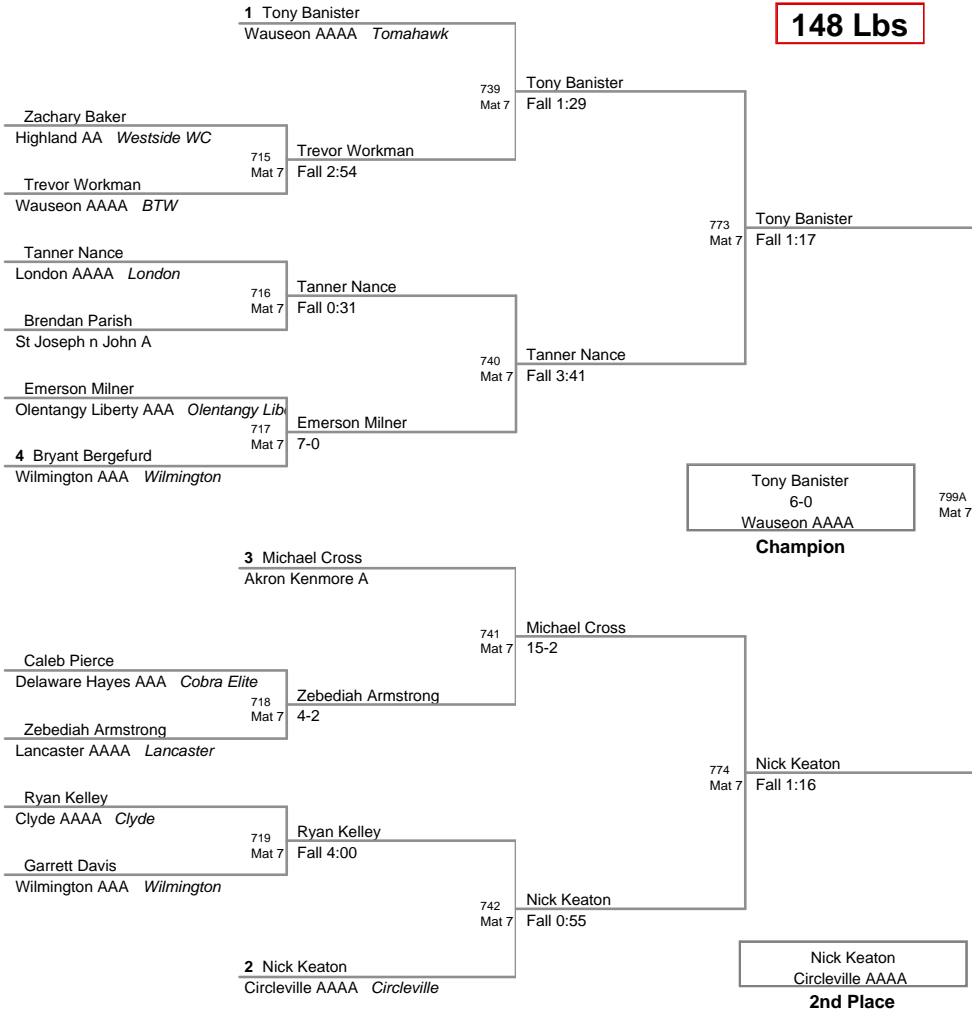 1 Tony Banister
148 Lbs
Wauseon AAAA Tomahawk
739
Mat 7
Tony Banister
Fall 1:29
Zachary Baker
Highland AA Westside WC
715
Mat 7
Trevor Workman
Fall 2:54
Trevor Workman
Wauseon AAAA BTW
773
Mat 7
Tony Banister
Fall 1:17
Tanner Nance
London AAAA London
716
Mat 7
Tanner Nance
Fall 0:31
Brendan Parish
St Joseph n John A
740
Mat 7
Tanner Nance
Fall 3:41
Emerson Milner
Olentangy Liberty AAA Olentangy Lib
717
Mat 7
Emerson Milner
7-0
4 Bryant Bergefurd
Wilmington AAA Wilmington
Tony Banister
6-0
Wauseon AAAA
Champion
799A
Mat 7
3 Michael Cross
Akron Kenmore A
741
Mat 7
Michael Cross
15-2
Caleb Pierce
Delaware Hayes AAA Cobra Elite
718
Mat 7
Zebediah Armstrong
4-2
Zebediah Armstrong
Lancaster AAAA Lancaster
774
Mat 7
Nick Keaton
Fall 1:16
Ryan Kelley
Clyde AAAA Clyde
719
Mat 7
Ryan Kelley
Fall 4:00
Garrett Davis
Wilmington AAA Wilmington
742
Mat 7
Nick Keaton
Fall 0:55
2 Nick Keaton
Circleville AAAA Circleville
Nick Keaton
Circleville AAAA
2nd Place